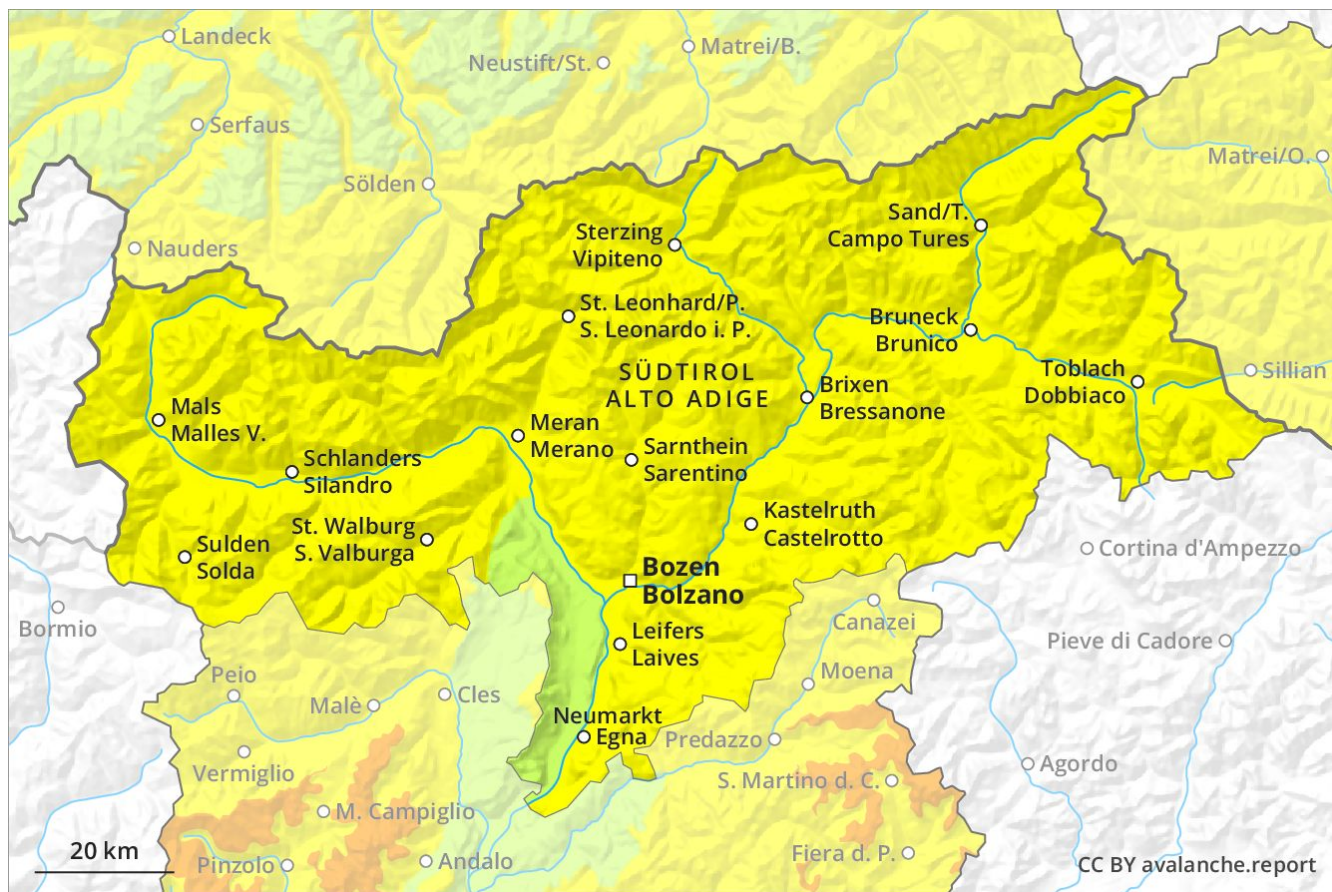 Landeck
Neustift/St.
Matrei/B.
Serfaus
Matrei/O.
Sölden
Sand/T.
Campo Tures
Sterzing
Vipiteno
Nauders
St. Leonhard/P.
S. Leonardo i. P.
Bruneck
Brunico
SÜDTIROL
ALTO ADIGE
Toblach
Dobbiaco
Sillian
Brixen
Bressanone
Mals
Malles V.
Meran
Merano
Schlanders
Silandro
Sarnthein
Sarentino
Kastelruth
Castelrotto
St. Walburg
S. Valburga
Sulden
Solda
Cortina d'Ampezzo
Bozen
Bolzano
Bormio
Canazei
Leifers
Laives
Pieve di Cadore
Peio
Moena
Malè
Cles
Neumarkt
Egna
Predazzo
Vermiglio
Agordo
S. Martino d. C.
M. Campiglio
20 km
Pinzolo
Andalo
Fiera d. P.
CC BY avalanche.report